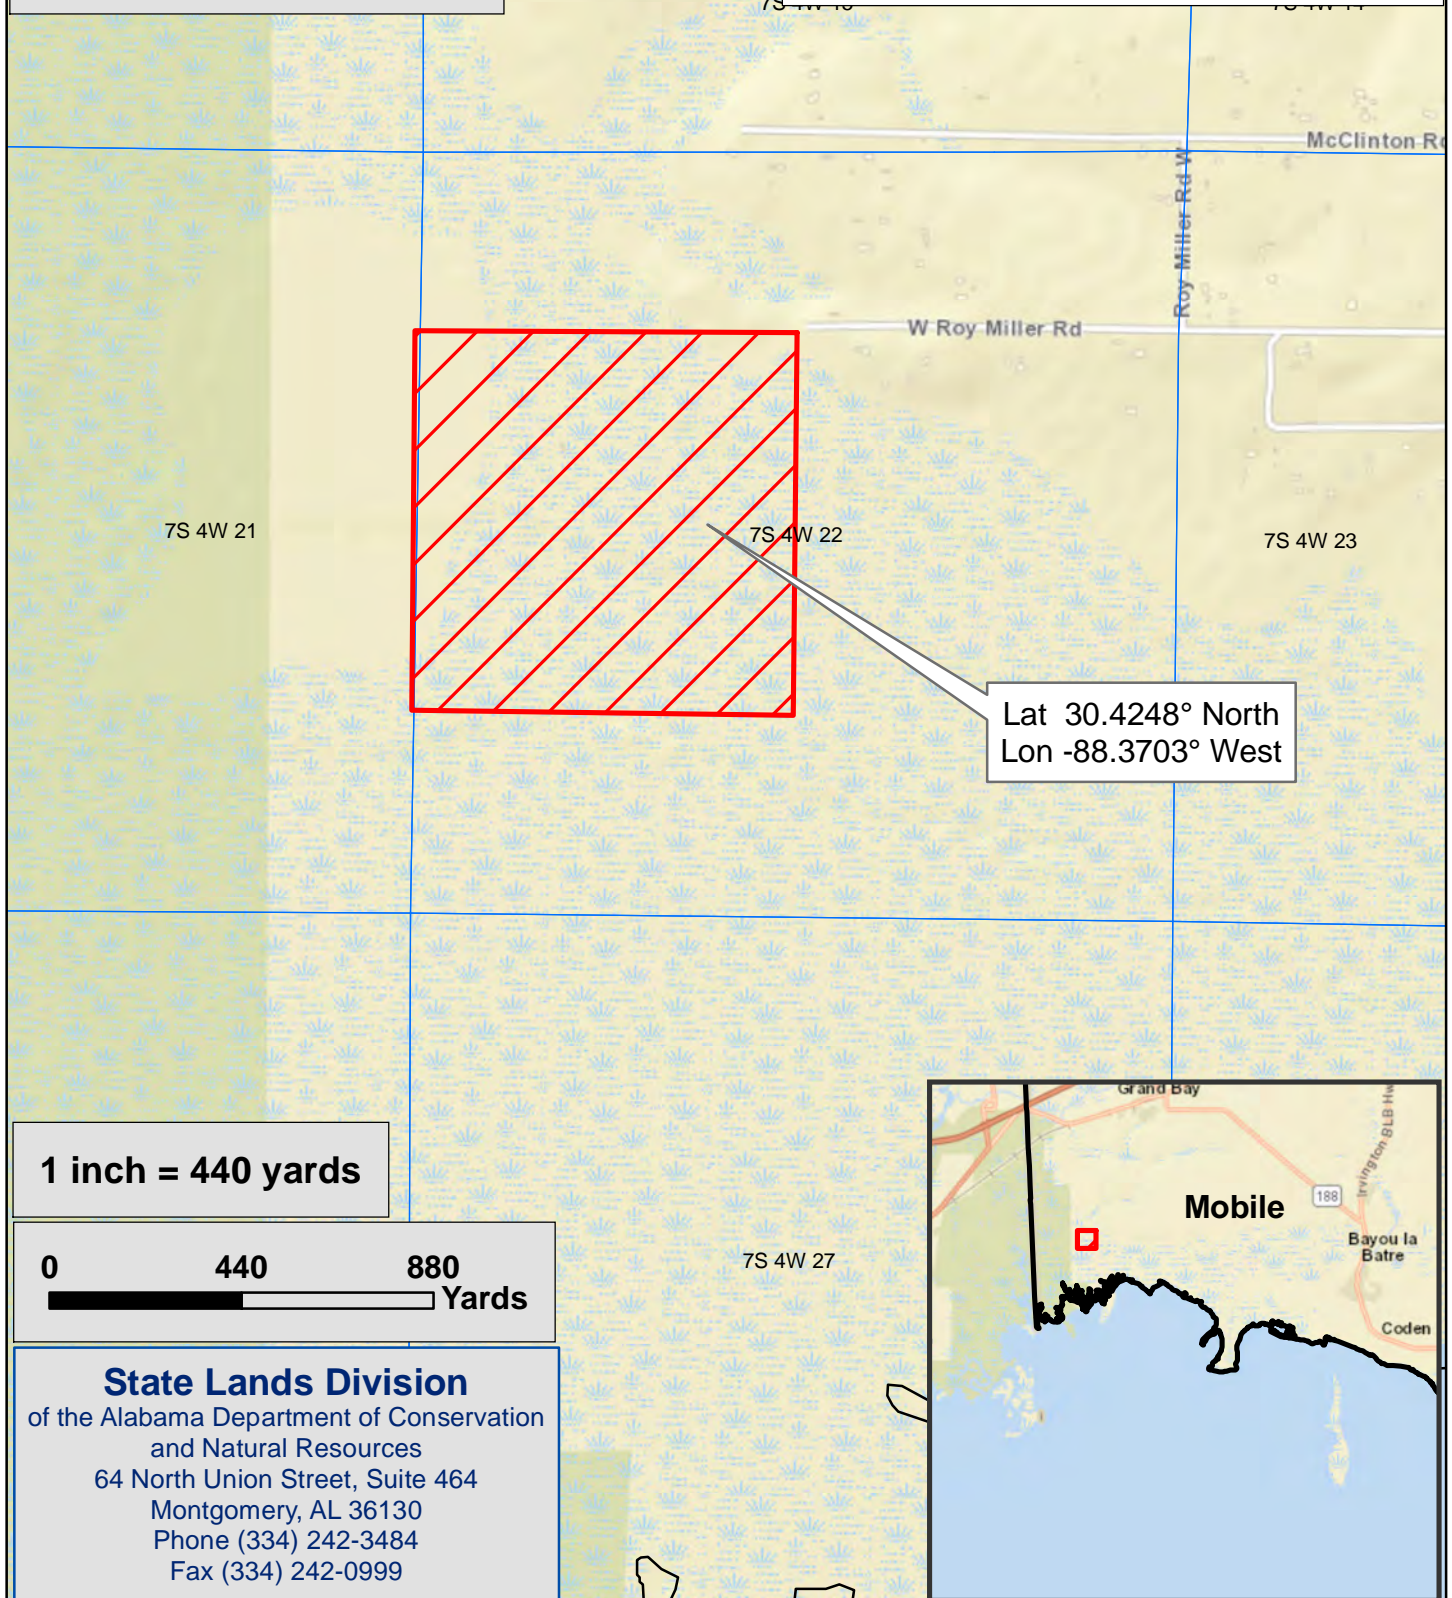 McClinton
Roy Miller Rd W
W Roy Miller Rd
7S 4W 21
7S 4W 22
7S 4W 23
Lat 30.4248° North
Lon -88.3703° West
1 inch = 440 yards
0 440 880
Yards
7S 4W 27
State Lands Division
of the Alabama Department of Conservation
and Natural Resources
64 North Union Street, Suite 464
Montgomery, AL 36130
Phone (334) 242-3484
Fax (334) 242-0999
Grand Bay
Irvington BLB
188
Mobile
Bayou la
Batre
Coden